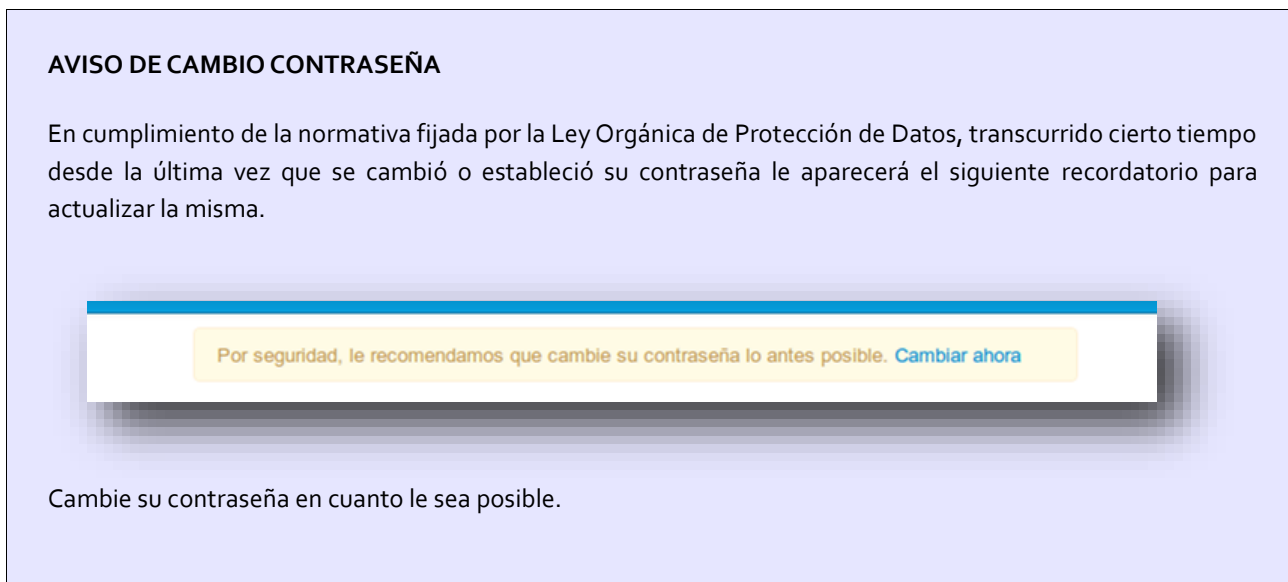 AVISO DE CAMBIO CONTRASEÑA
En cumplimiento de la normativa fijada por la Ley Orgánica de Protección de Datos, transcurrido cierto tiempo
desde la última vez que se cambió o estableció su contraseña le aparecerá el siguiente recordatorio para
actualizar la misma.
Por seguridad, le recomendamos que cambie su contraseña lo antes posible. Cambiar ahora
Cambie su contraseña en cuanto le sea posible.